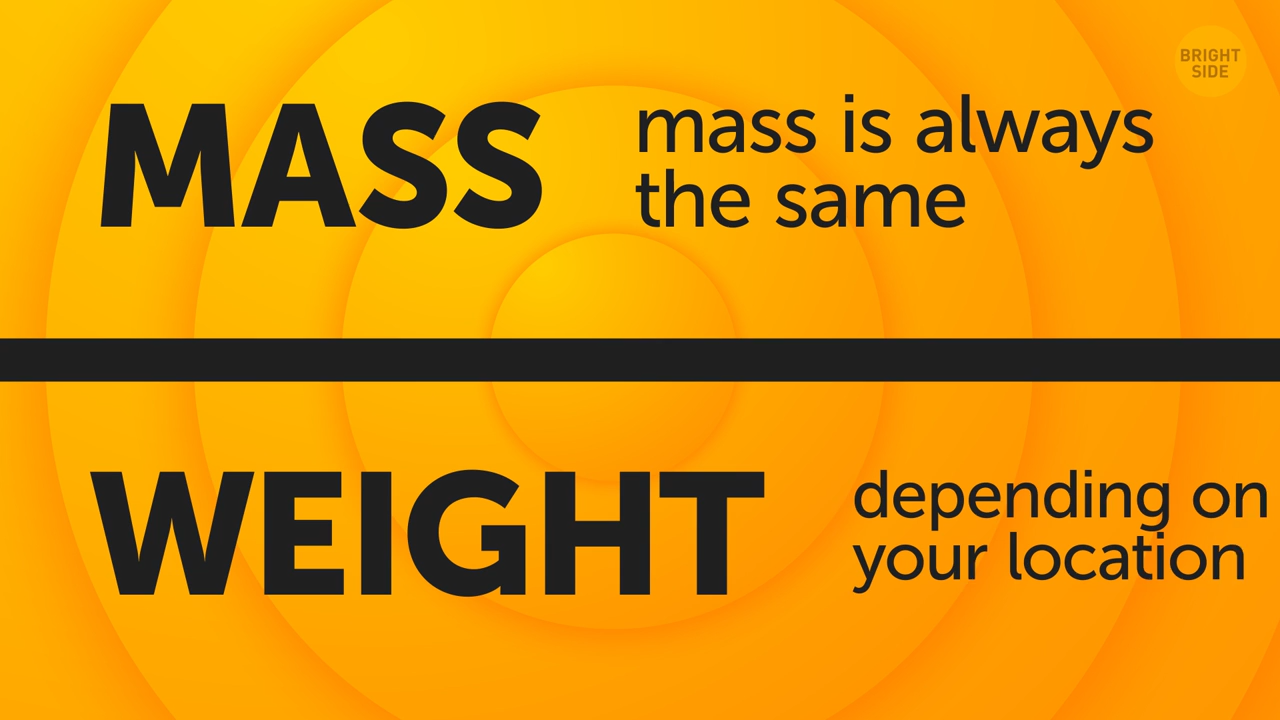 BRIGHT
SIDE
MASS
mass is always
the same
WEIGHT
depending on
your location